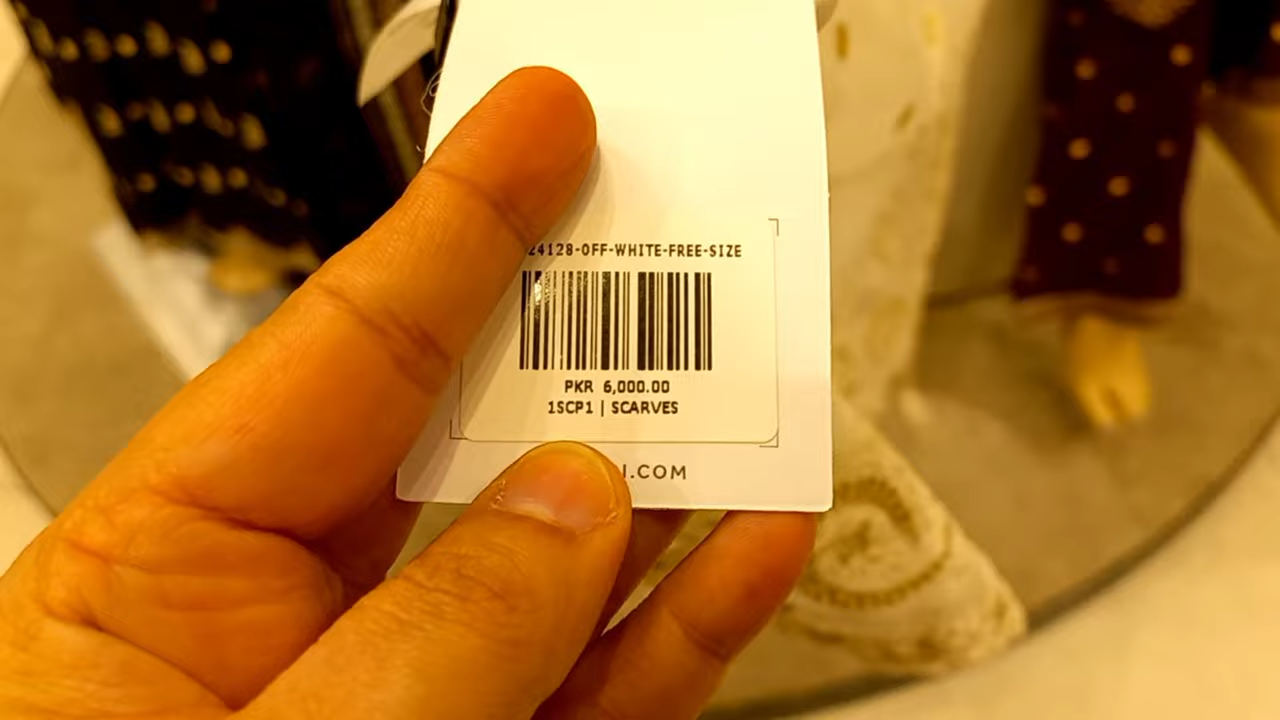 24128-OFF-WHITE-FREE-SIZE
PKR 6,000.00
1SCP1 | SCARVES
I.COM